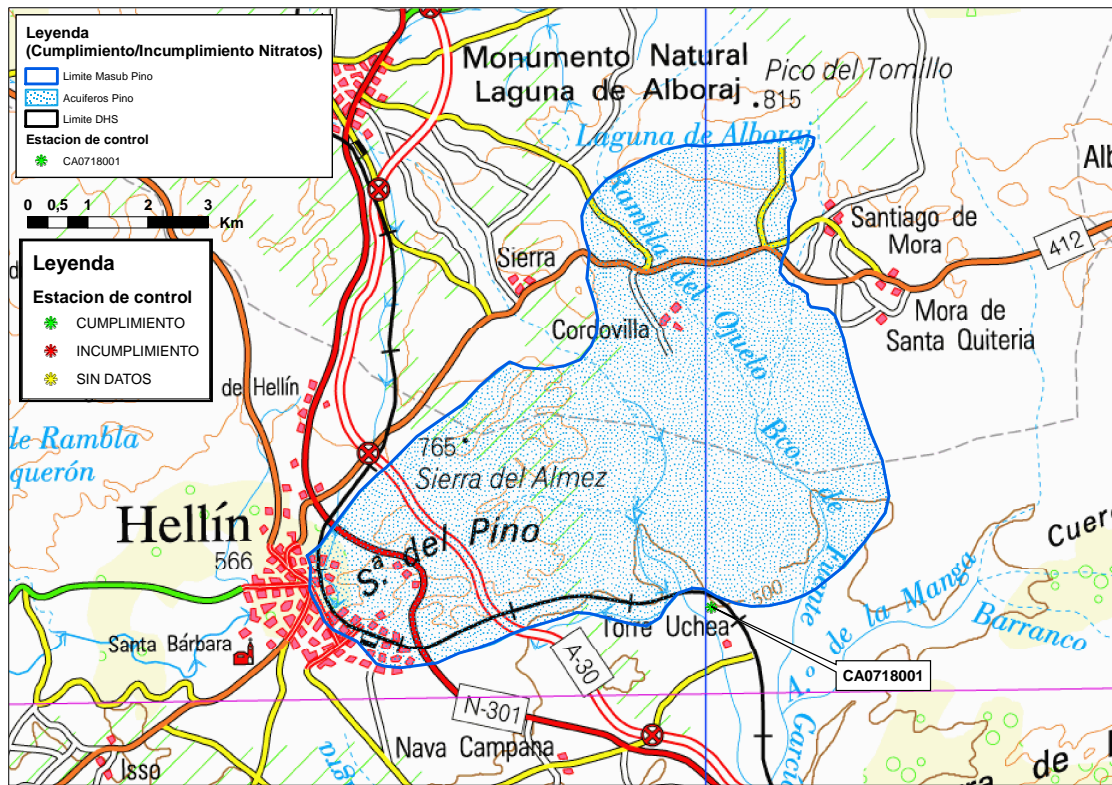 Leyenda
(Cumplimiento/Incumplimiento Nitratos)
Limite Masub Pino
Acuiferos Pino
Limite DHS
Estacion de control
CA0718001
0 0,5 1 2 3
Km
Leyenda
Estacion de control
CUMPLIMIENTO
INCUMPLIMIENTO
SIN DATOS
Monumento Natural
Laguna de Alboraj
Pico del Tomillo
815
Laguna de Alboraj
Alb
Santiago de
Mora
412
Sierra
Rambla del
Ojuelo
Bco.
de
Fuente
Cordovilla
Mora de
Santa Quiteria
de Hellín
de Rambla
querón
765
Sierra del Almez
Hellín
566
S.ª del Pino
Cuer
500
A.º de la Manga
Barranco
Torre Uchea
Santa Bárbara
CA0718001
A-30
N-301
Nava Campana
Isso
Garci
de